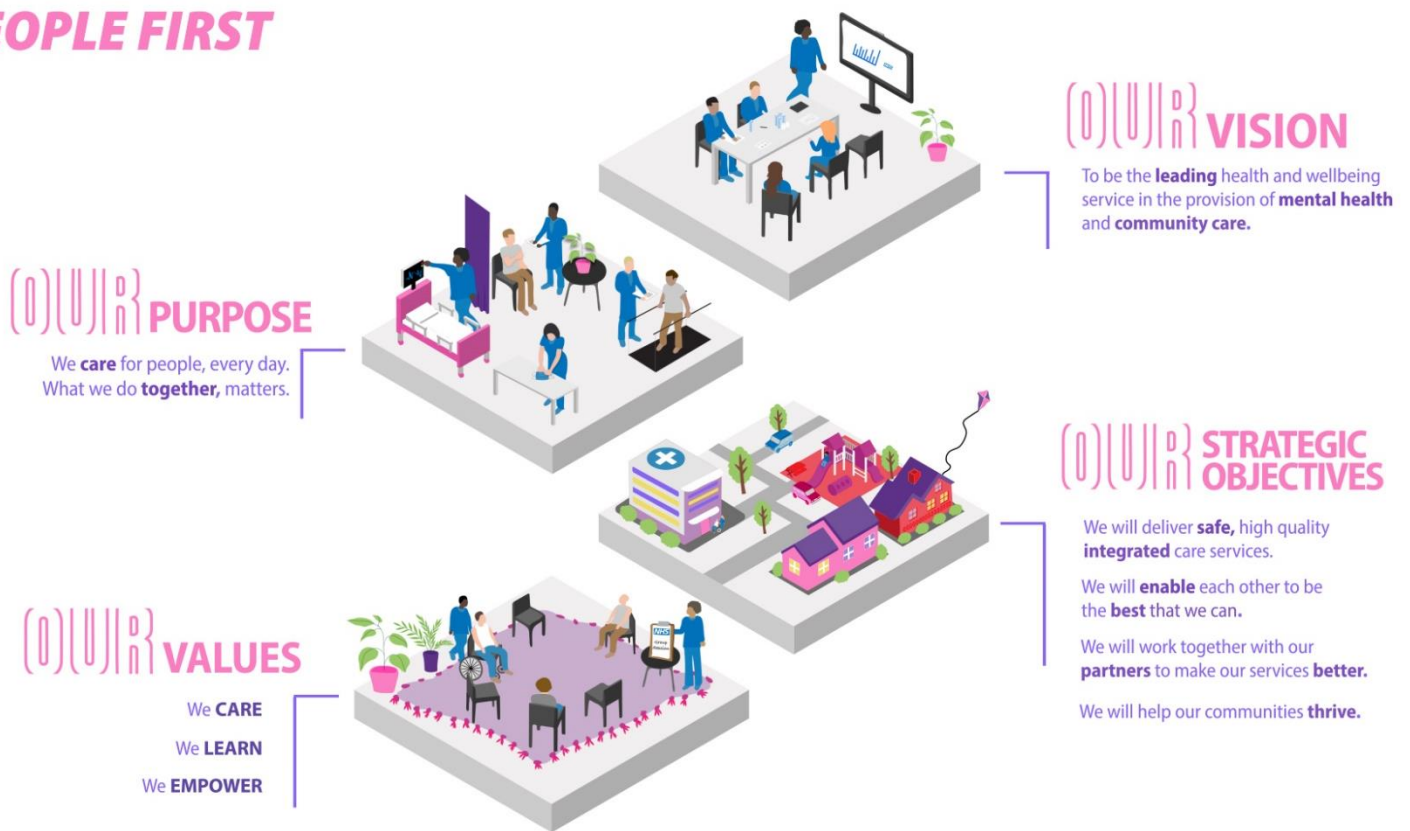 EOPLE FIRST
OUR VISION
To be the leading health and wellbeing
service in the provision of mental health
and community care.
OUR PURPOSE
We care for people, every day.
What we do together, matters.
OUR STRATEGIC
OBJECTIVES
We will deliver safe, high quality
integrated care services.
We will enable each other to be
the best that we can.
We will work together with our
partners to make our services better.
We will help our communities thrive.
OUR VALUES
We CARE
We LEARN
We EMPOWER
NHS